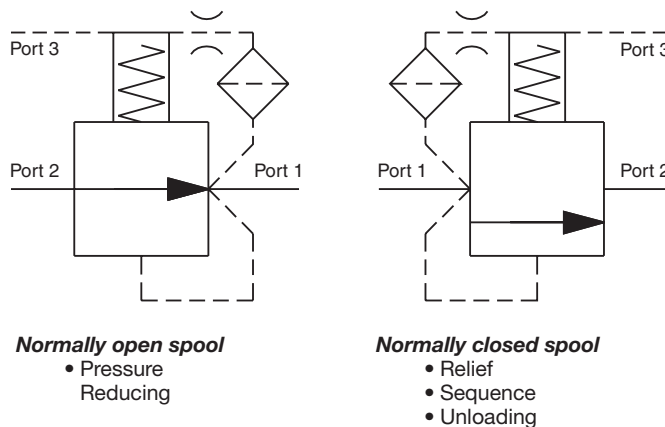 Port 3
Port 2
Port 1
Normally open spool
• Pressure
Reducing
Port 3
Port 1
Port 2
Normally closed spool
• Relief
• Sequence
• Unloading